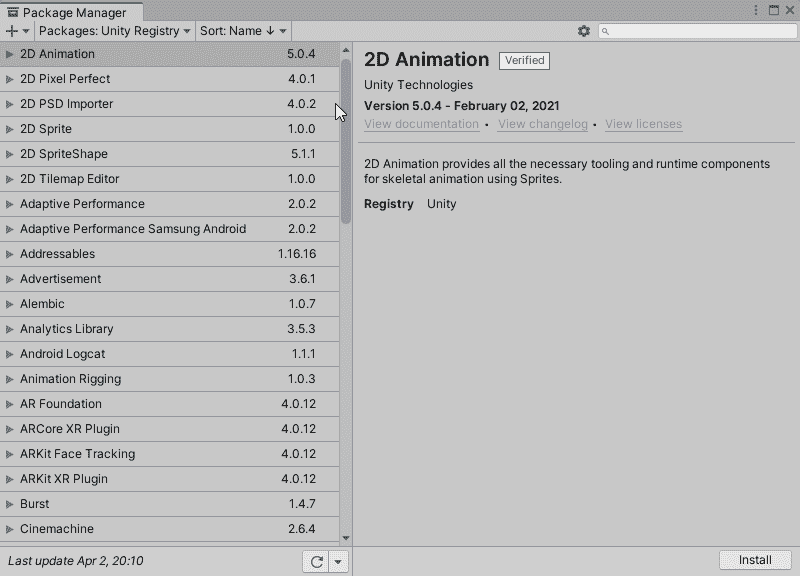 Package Manager
Packages: Unity Registry Sort: Name
2D Animation 5.0.4
2D Pixel Perfect 4.0.1
2D PSD Importer 4.0.2
2D Sprite 1.0.0
2D SpriteShape 5.1.1
2D Tilemap Editor 1.0.0
Adaptive Performance 2.0.2
Adaptive Performance Samsung Android 2.0.2
Addressables 1.16.16
Advertisement 3.6.1
Alembic 1.0.7
Analytics Library 3.5.3
Android Logcat 1.1.1
Animation Rigging 1.0.3
AR Foundation 4.0.12
ARCore XR Plugin 4.0.12
ARKit Face Tracking 4.0.12
ARKit XR Plugin 4.0.12
Burst 1.4.7
Cinemachine 2.6.4
Last update Apr 2, 20:10
2D Animation Verified
Unity Technologies
Version 5.0.4 - February 02, 2021
View documentation • View changelog • View licenses
2D Animation provides all the necessary tooling and runtime components
for skeletal animation using Sprites.
Registry Unity
Install